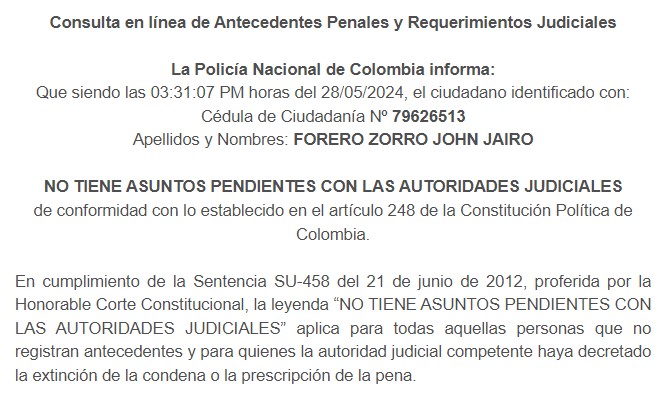 Consulta en línea de Antecedentes Penales y Requerimientos Judiciales
La Policía Nacional de Colombia informa:
Que siendo las 03:31:07 PM horas del 28/05/2024, el ciudadano identificado con:
Cédula de Ciudadanía Nº 79626513
Apellidos y Nombres: FORERO ZORRO JOHN JAIRO
NO TIENE ASUNTOS PENDIENTES CON LAS AUTORIDADES JUDICIALES
de conformidad con lo establecido en el artículo 248 de la Constitución Política de
Colombia.
En cumplimiento de la Sentencia SU-458 del 21 de junio de 2012, proferida por la
Honorable Corte Constitucional, la leyenda “NO TIENE ASUNTOS PENDIENTES CON
LAS AUTORIDADES JUDICIALES” aplica para todas aquellas personas que no
registran antecedentes y para quienes la autoridad judicial competente haya decretado
la extinción de la condena o la prescripción de la pena.